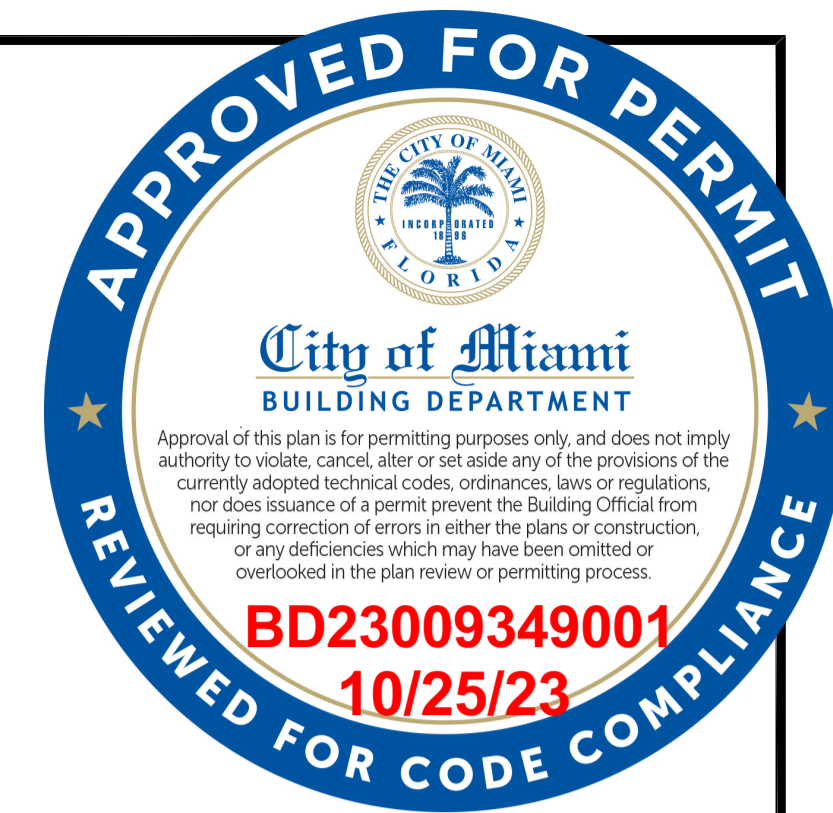 APPROVED FOR PERMIT
THE CITY OF MIAMI
INCORPORATED
1896
FLORIDA
City of Miami
BUILDING DEPARTMENT
Approval of this plan is for permitting purposes only, and does not imply
authority to violate, cancel, alter or set aside any of the provisions of the
currently adopted technical codes, ordinances, laws or regulations,
nor does issuance of a permit prevent the Building Official from
requiring correction of errors in either the plans or construction,
or any deficiencies which may have been omitted or
overlooked in the plan review or permitting process.
BD23009349001
10/25/23
REVIEWED FOR CODE COMPLIANCE